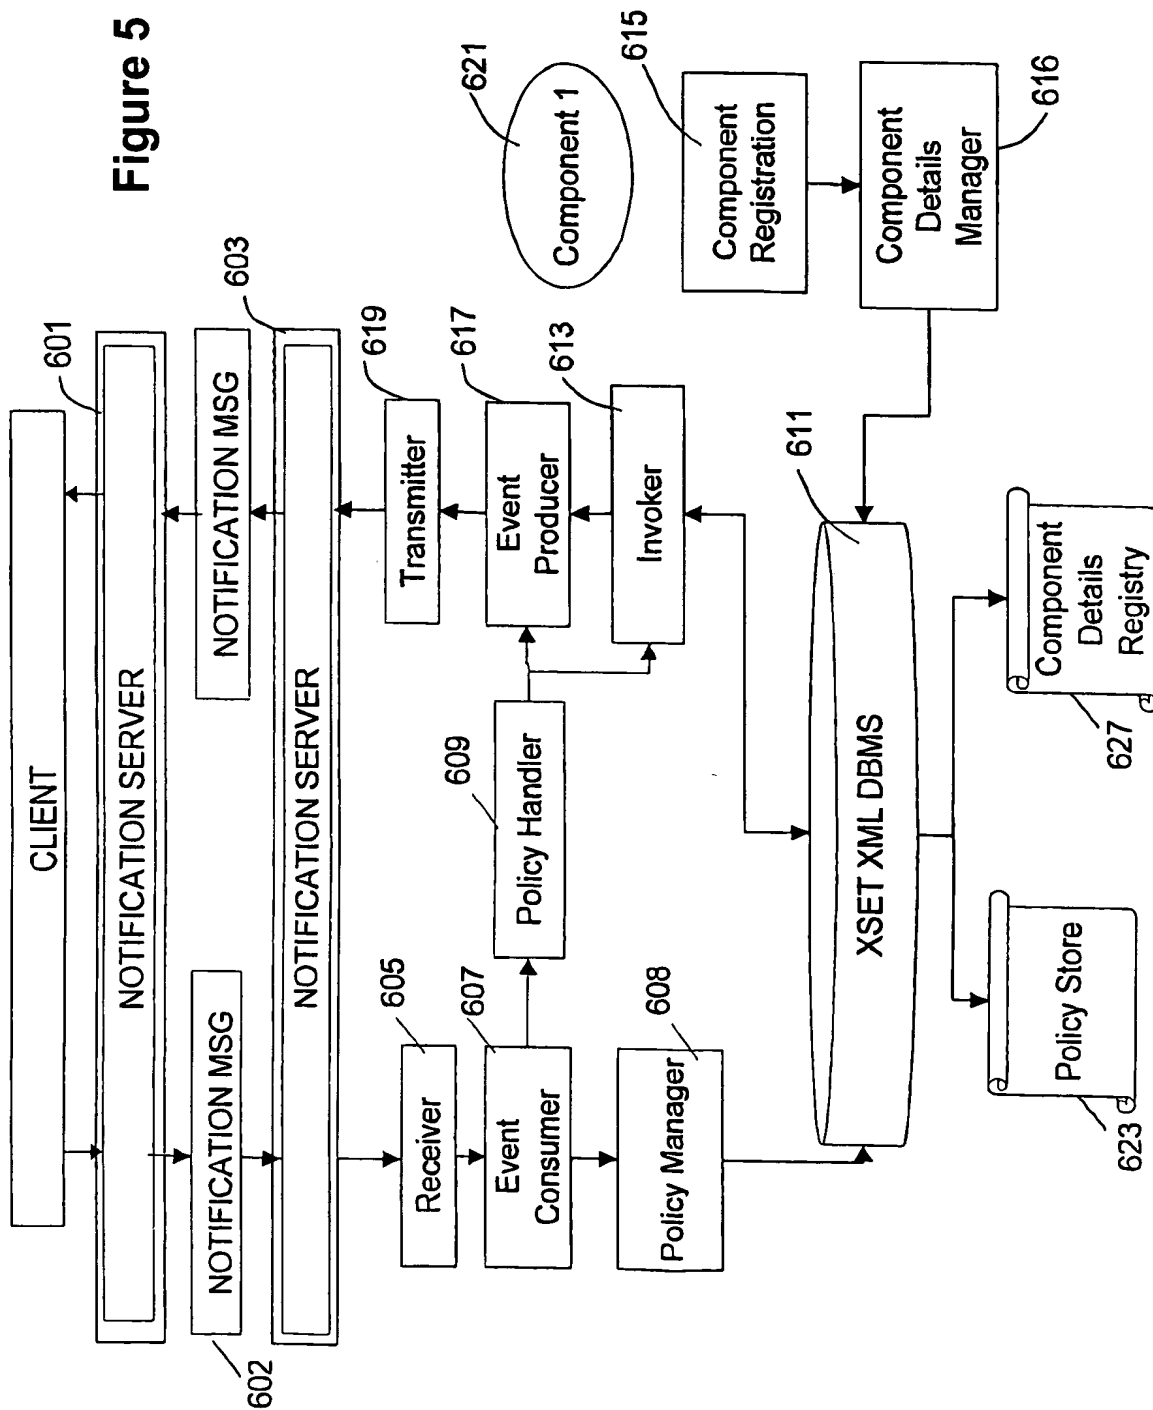 Figure 5
CLIENT
601
NOTIFICATION SERVER
NOTIFICATION MSG
602
NOTIFICATION MSG
603
NOTIFICATION SERVER
605
Receiver
619
Transmitter
607
Event
Consumer
609
Policy Handler
617
Event
Producer
608
Policy Manager
613
Invoker
621
Component 1
615
Component
Registration
616
Component
Details
Manager
611
XSET XML DBMS
623
Policy Store
627
Component
Details
Registry